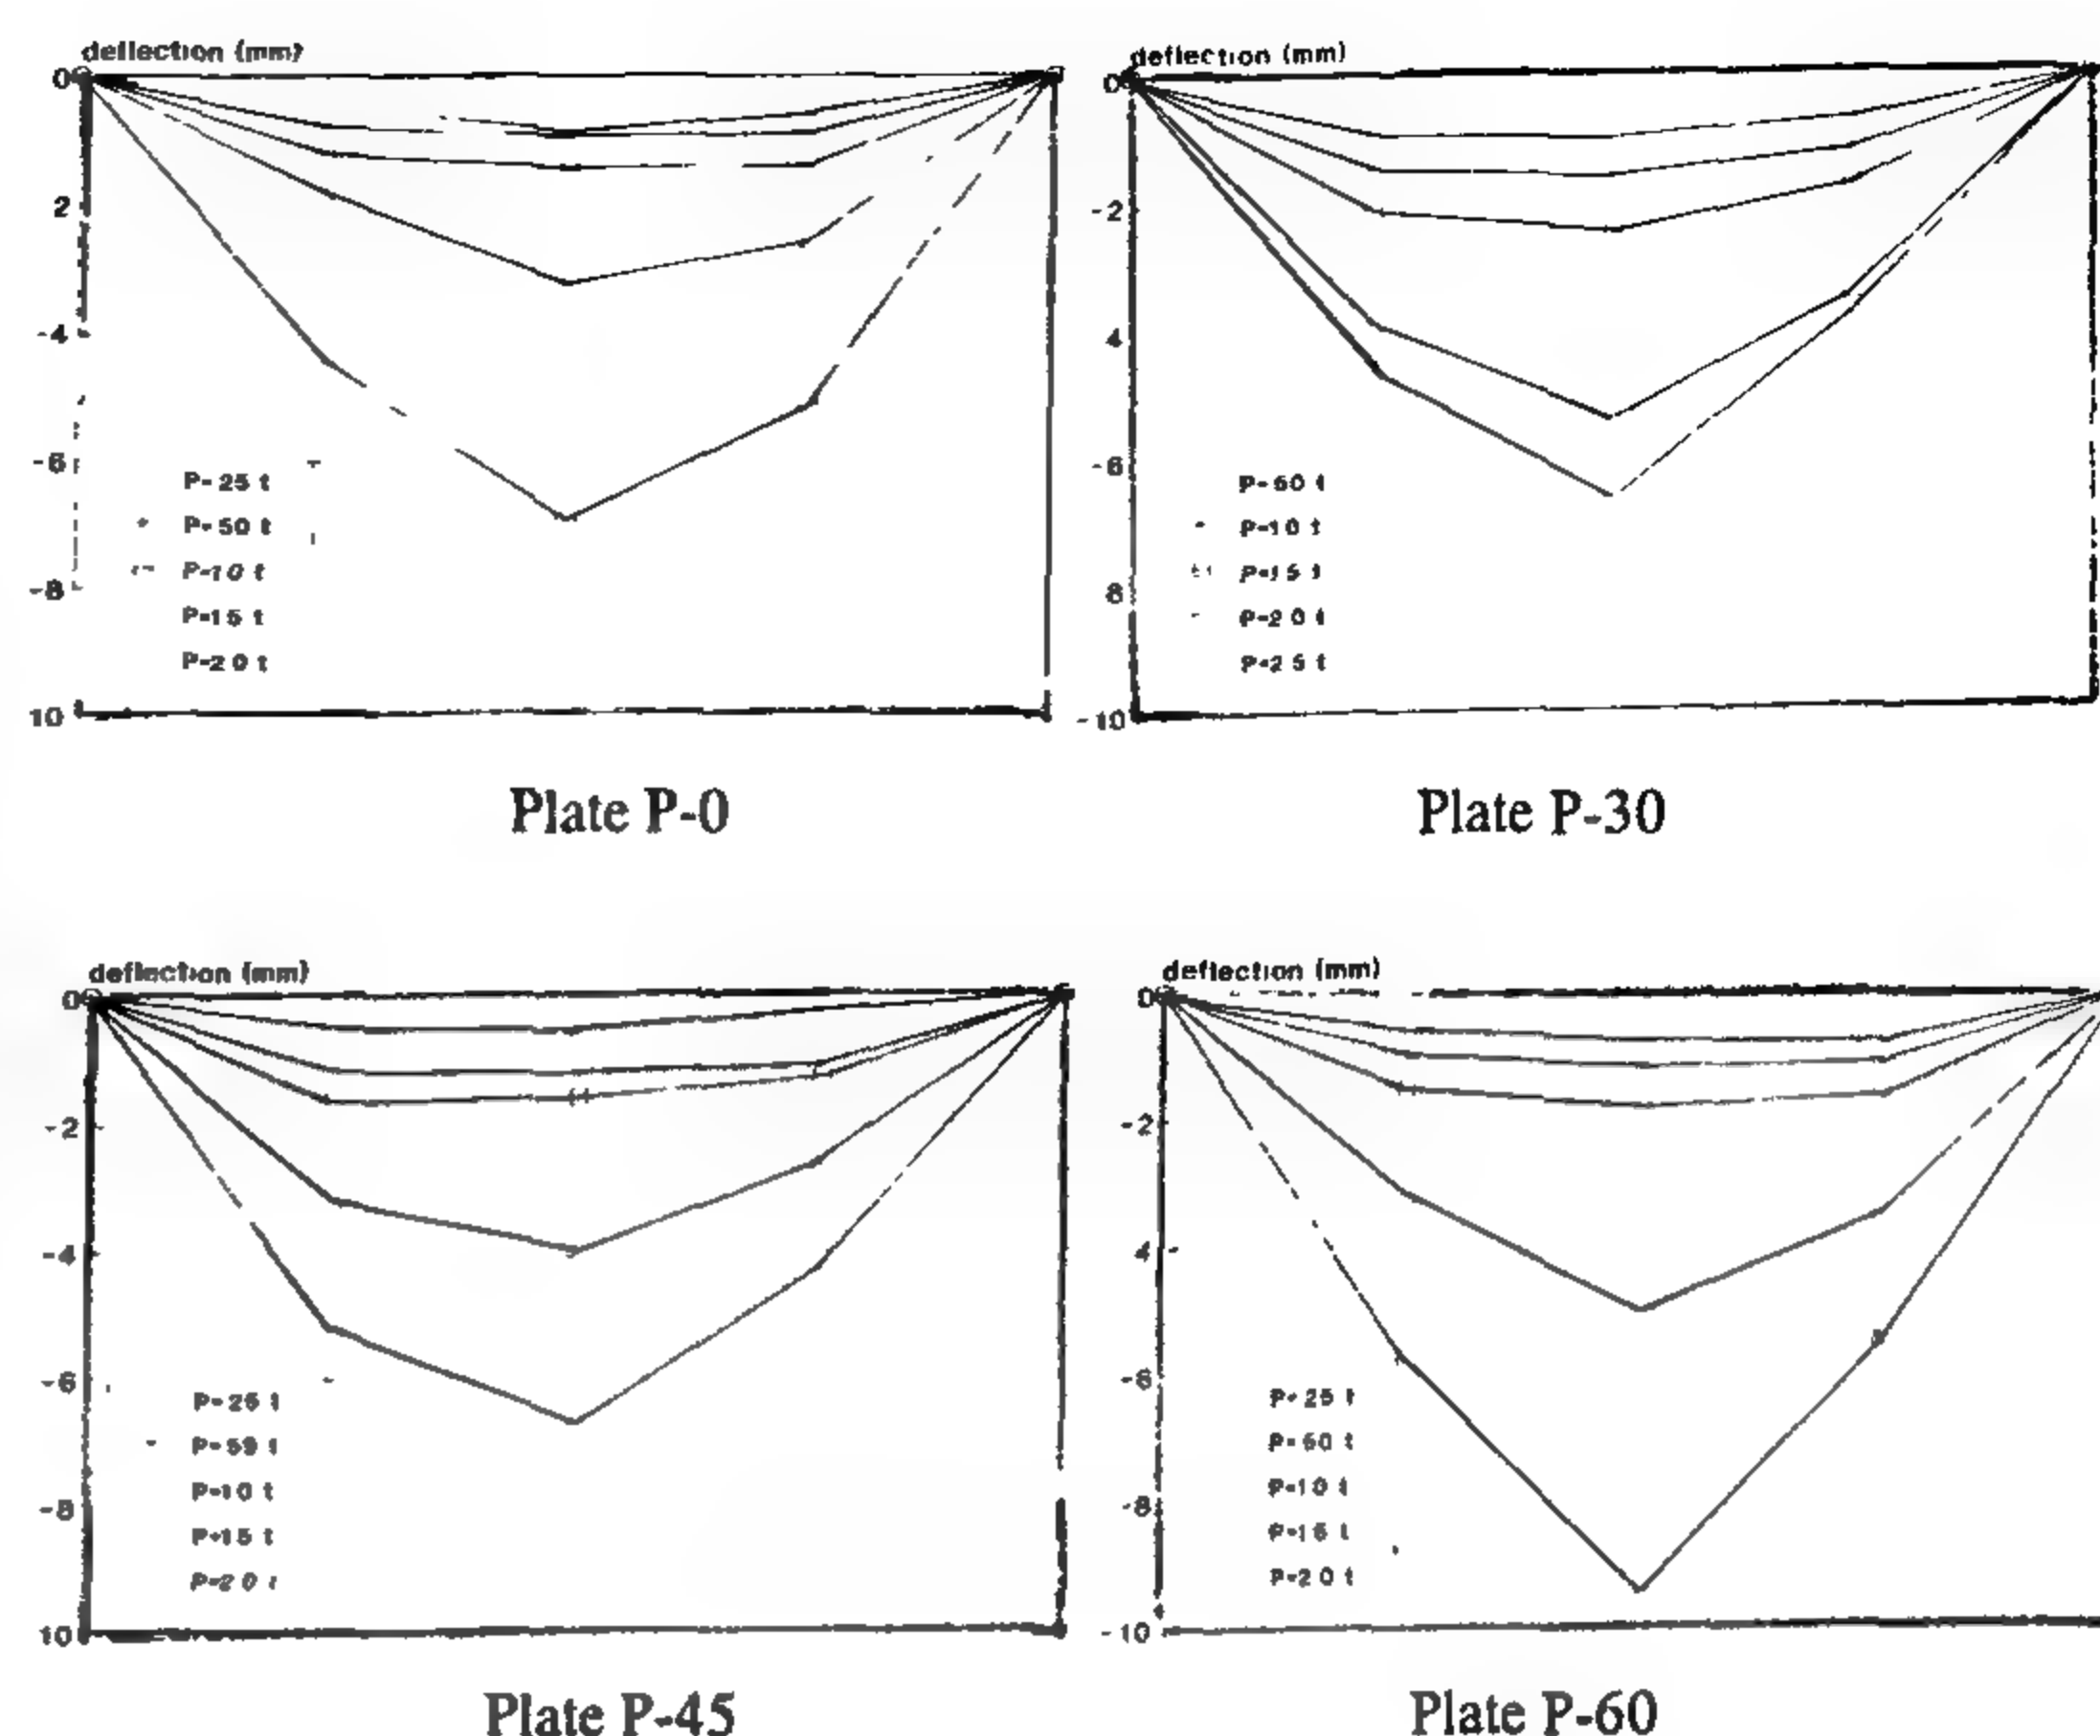 deflection (mm)
0
2
-4
-6
-8
10
P-25 t
P-50 t
P-10 t
P-15 t
P-20 t
Plate P-0
deflection (mm)
0
-2
4
-6
8
-10
P-50 t
P-10 t
P-15 t
P-20 t
P-25 t
Plate P-30
deflection (mm)
0
-2
-4
-6
-8
10
P-25 t
P-59 t
P-10 t
P-15 t
P-20 t
Plate P-45
deflection (mm)
0
-2
-4
-6
-8
-10
P-25 t
P-50 t
P-10 t
P-15 t
P-20 t
Plate P-60